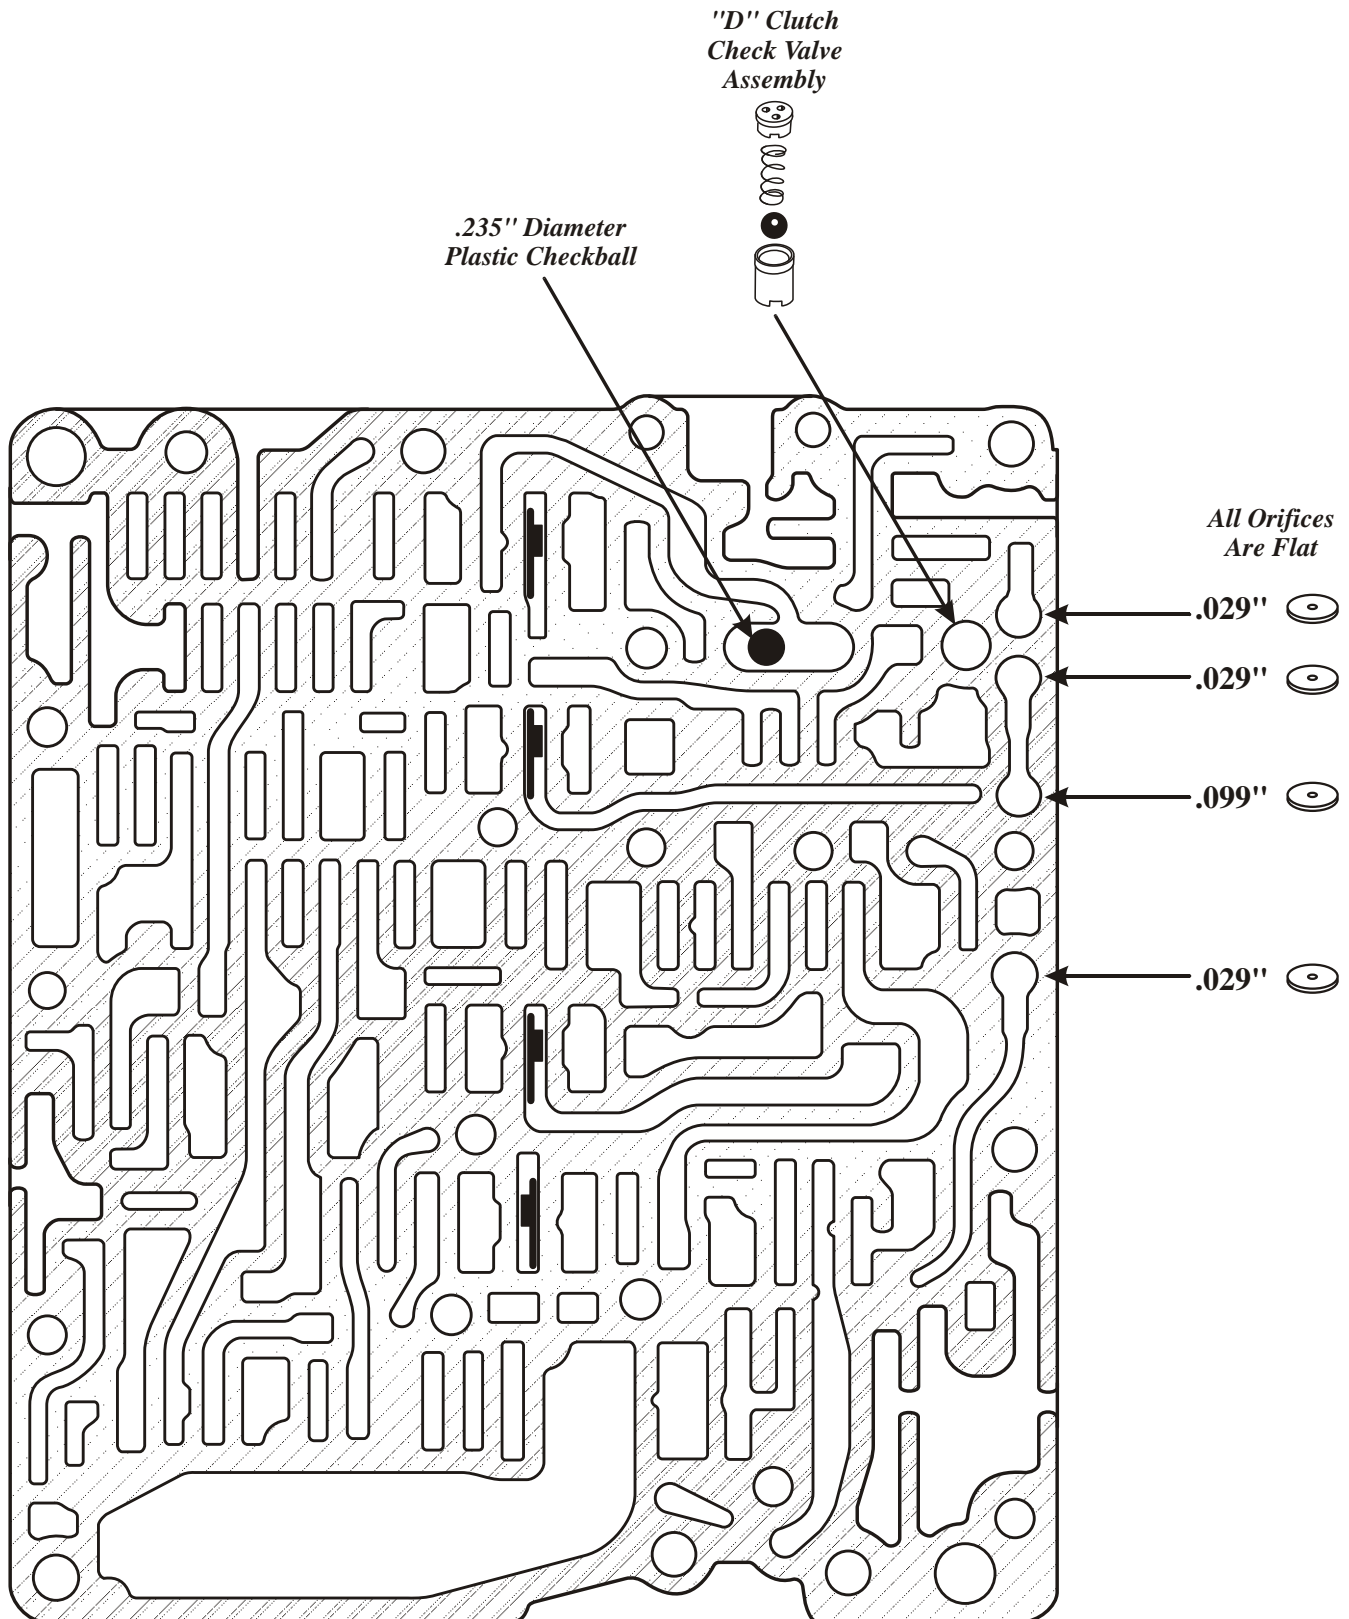 "D" Clutch
Check Valve
Assembly
.235" Diameter
Plastic Checkball
All Orifices
Are Flat
.029"
.029"
.099"
.029"